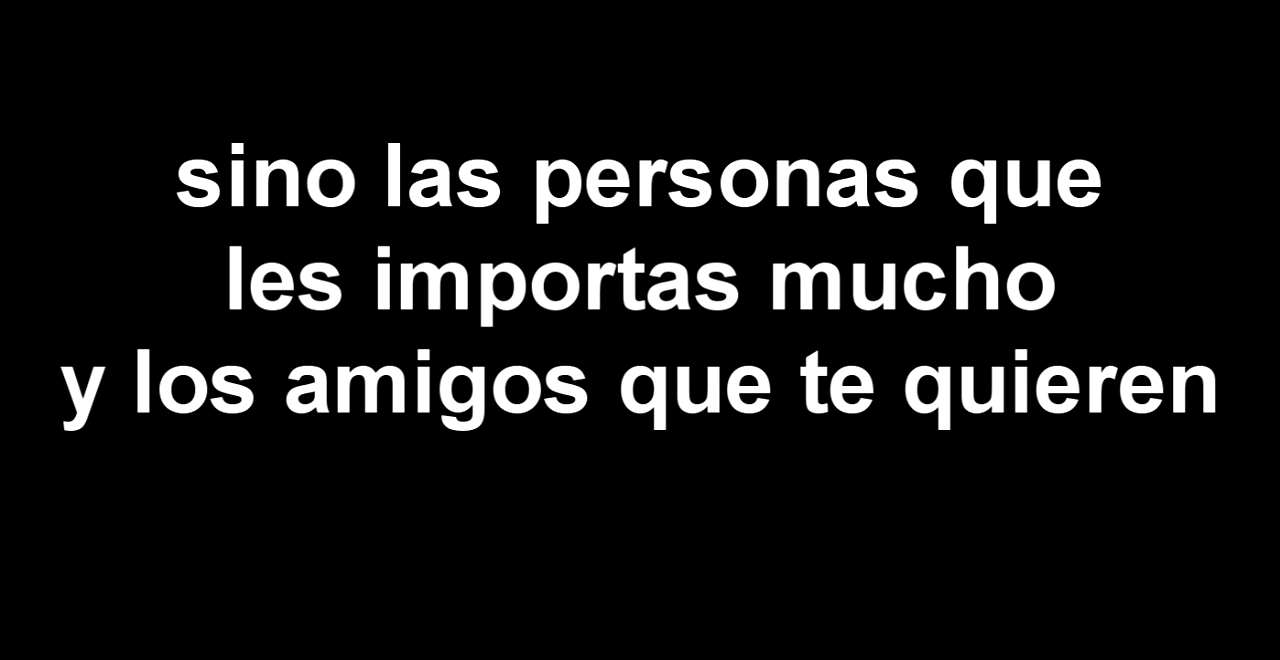 sino las personas que
les importas mucho
y los amigos que te quieren